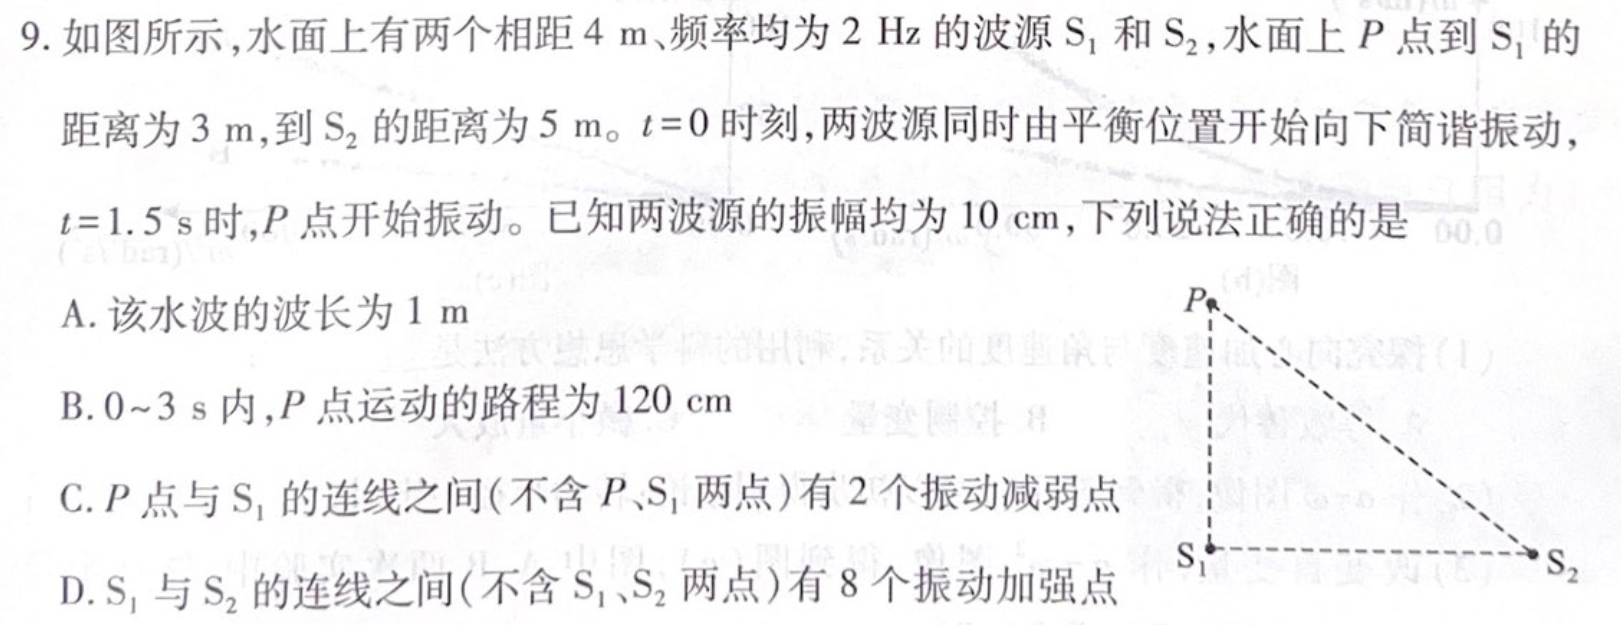 9. 如图所示,水面上有两个相距 4 m、频率均为 2 Hz 的波源 S₁ 和 S₂,水面上 P 点到 S₁ 的
距离为 3 m,到 S₂ 的距离为 5 m。t=0 时刻,两波源同时由平衡位置开始向下简谐振动,
t=1.5 s 时,P 点开始振动。已知两波源的振幅均为 10 cm,下列说法正确的是
A. 该水波的波长为 1 m
B. 0~3 s 内,P 点运动的路程为 120 cm
C. P 点与 S₁ 的连线之间(不含 P、S₁ 两点)有 2 个振动减弱点
D. S₁ 与 S₂ 的连线之间(不含 S₁、S₂ 两点)有 8 个振动加强点
P
S₁
S₂